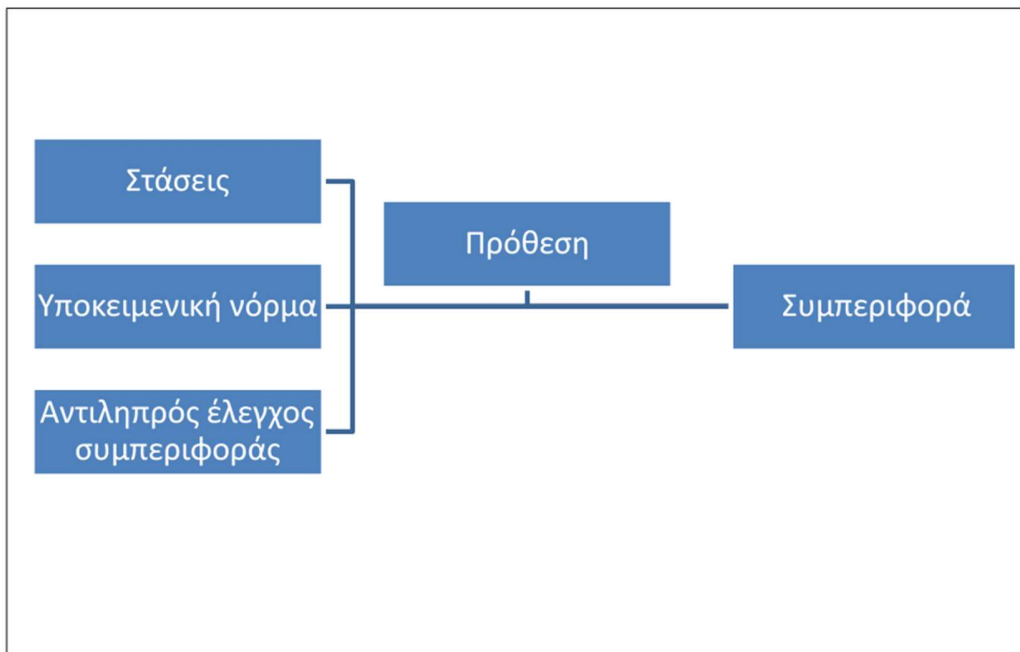 Στάσεις
Πρόθεση
Υποκειμενική νόρμα
Συμπεριφορά
Αντιληπρός έλεγχος
συμπεριφοράς